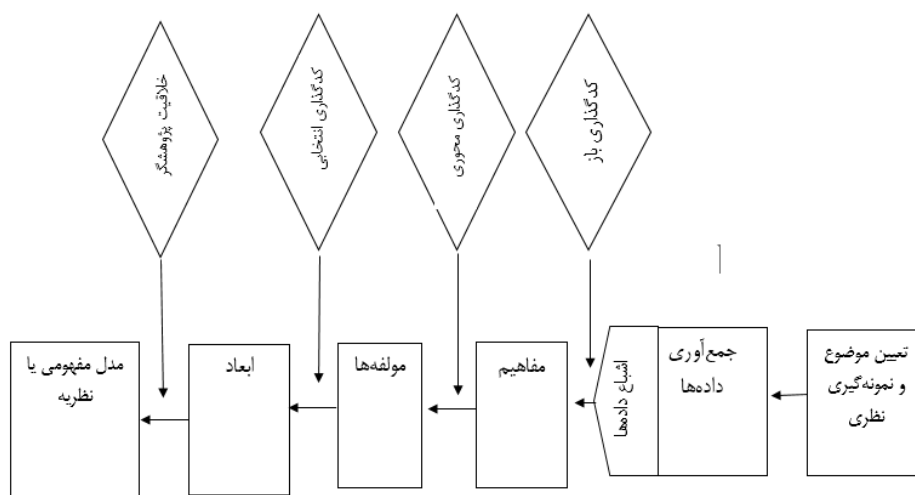 کدگذاری باز
کدگذاری محوری
کدگذاری انتخابی
خلاقیت پژوهشگر
تعیین موضوع
و نمونه‌گیری
نظری
جمع‌آوری
داده‌ها
اشباع داده‌ها
مفاهیم
مولفه‌ها
ابعاد
مدل مفهومی یا
نظریه